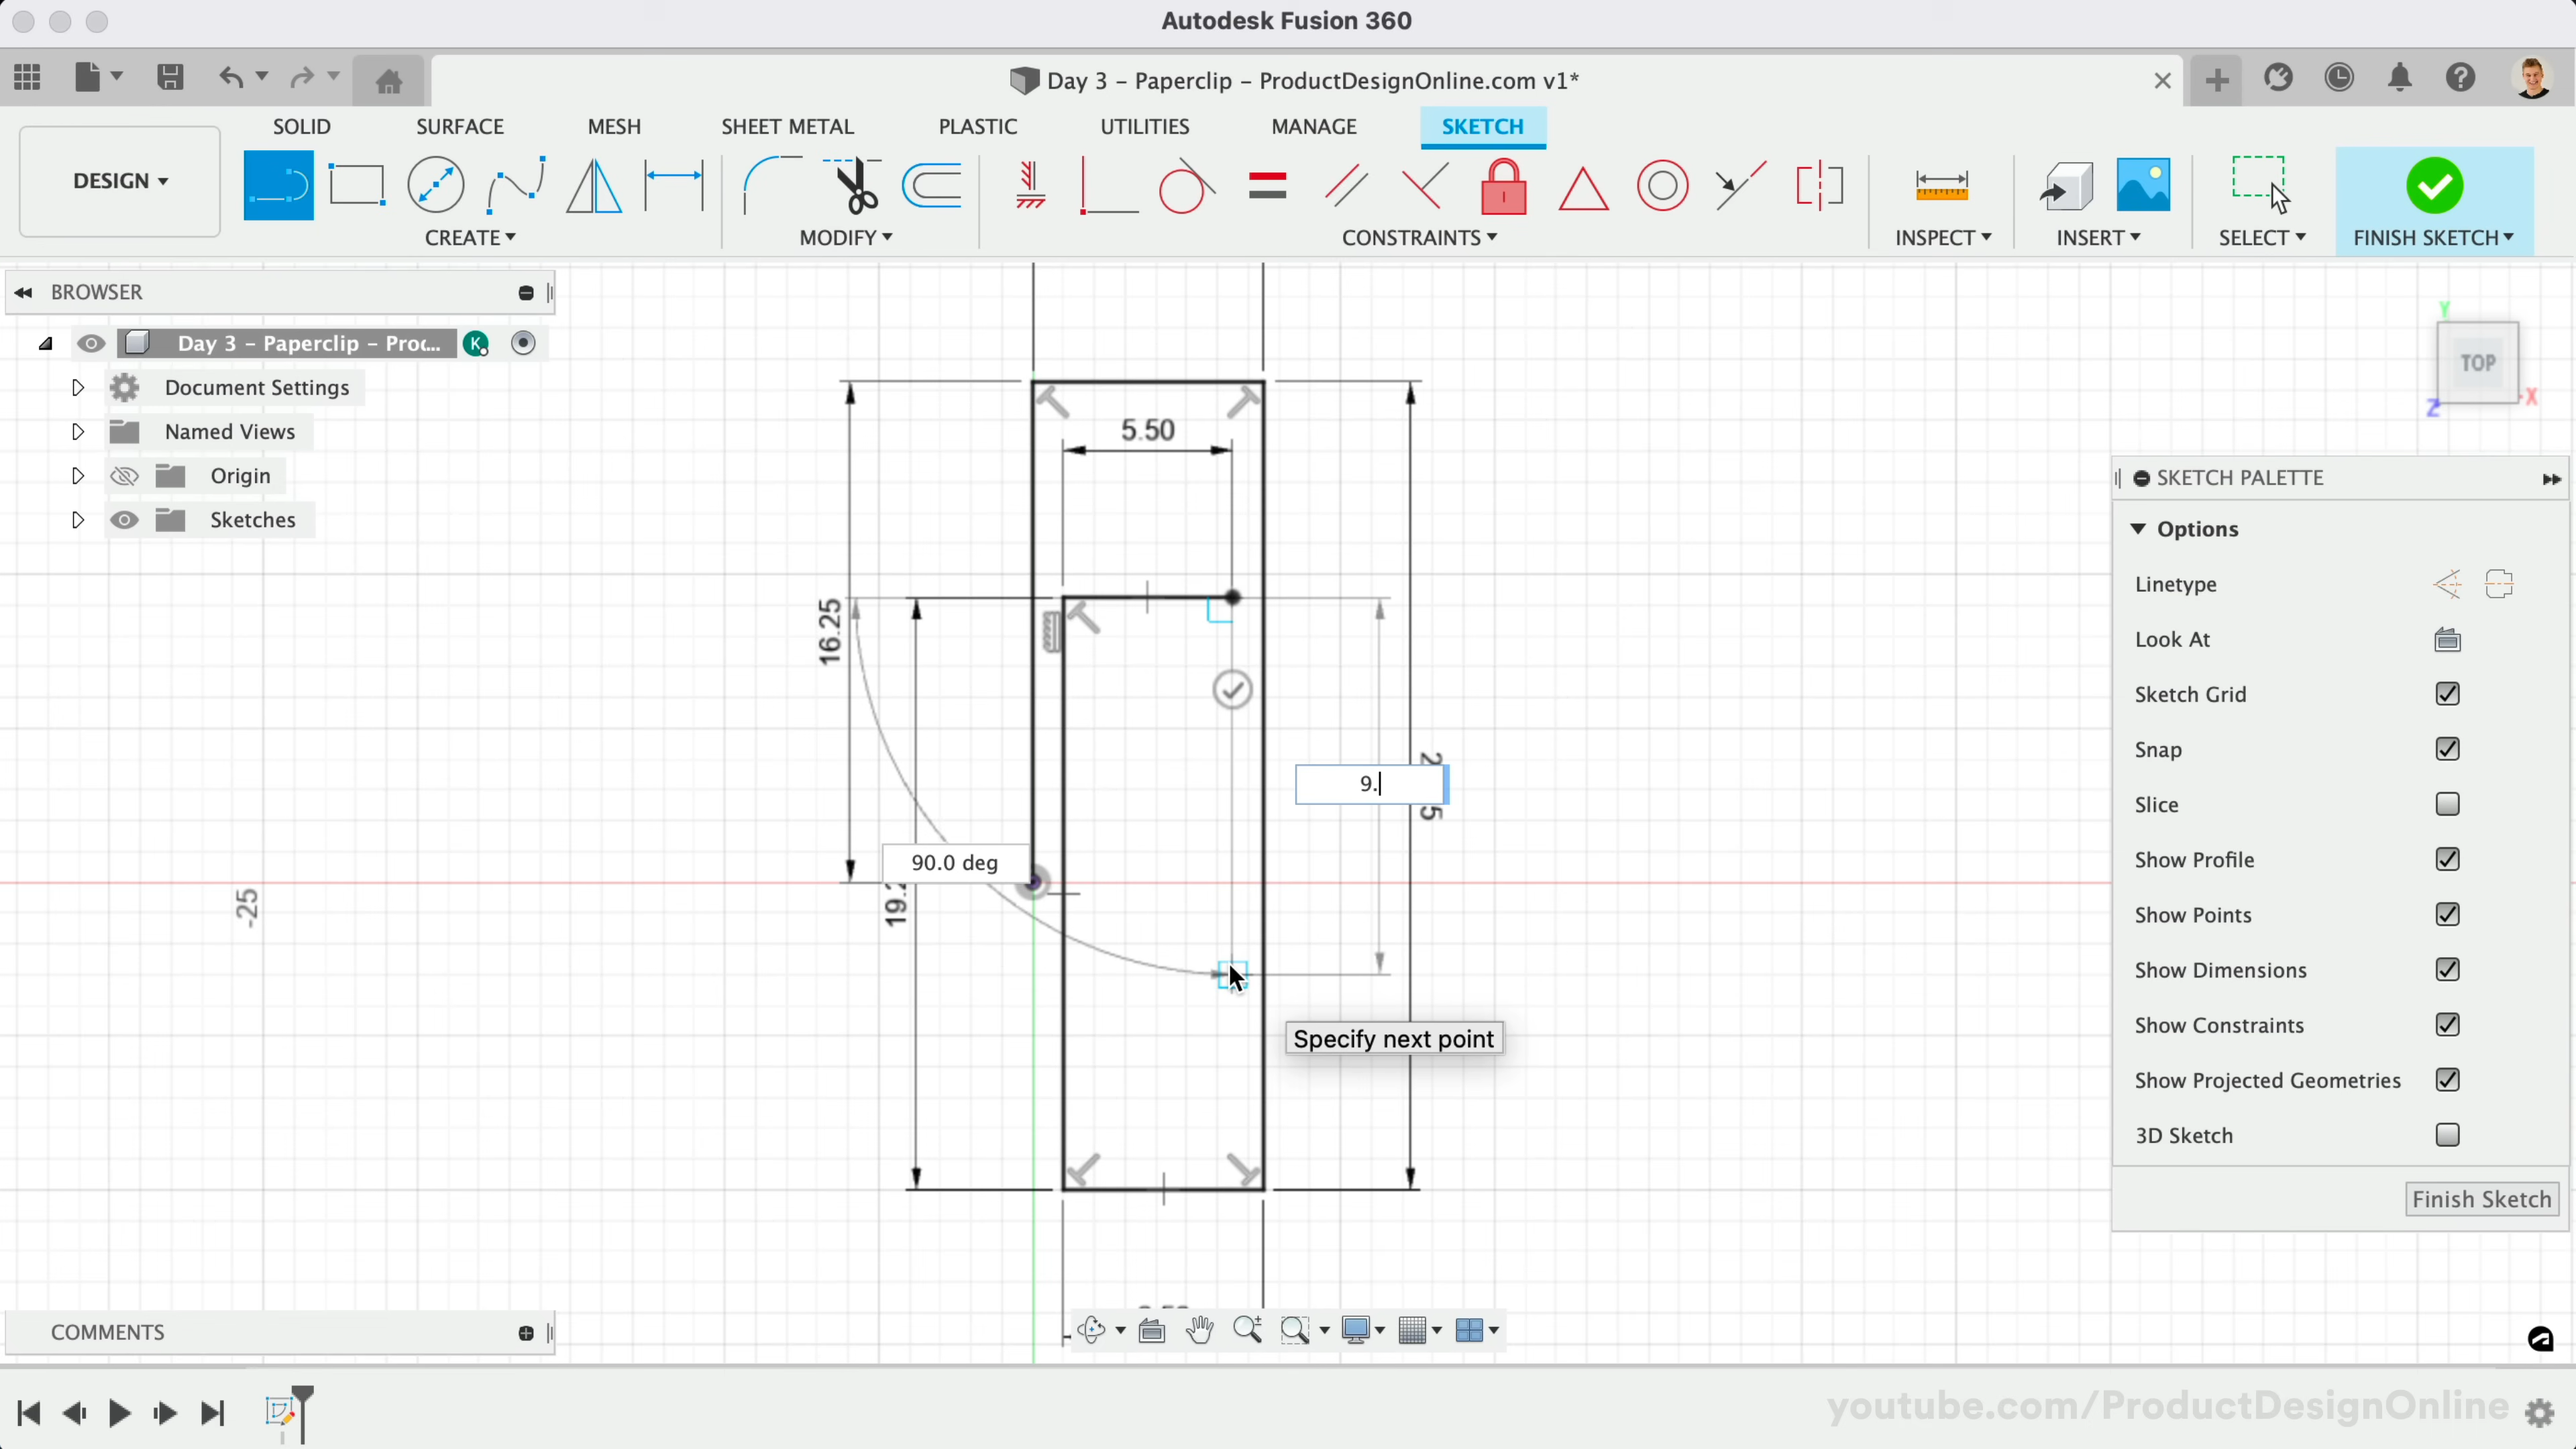 Autodesk Fusion 360
Day 3 – Paperclip – ProductDesignOnline.com v1*
SOLID SURFACE MESH SHEET METAL PLASTIC UTILITIES MANAGE SKETCH
DESIGN
CREATE MODIFY CONSTRAINTS INSPECT INSERT SELECT FINISH SKETCH
BROWSER
Day 3 – Paperclip – Proc...
K
Document Settings
Named Views
Origin
Sketches
Y
TOP
X
Z
5.50
16.25
9.
90.0 deg
-25
Specify next point
SKETCH PALETTE
Options
Linetype
Look At
Sketch Grid
Snap
Slice
Show Profile
Show Points
Show Dimensions
Show Constraints
Show Projected Geometries
3D Sketch
Finish Sketch
COMMENTS
youtube.com/ProductDesignOnline